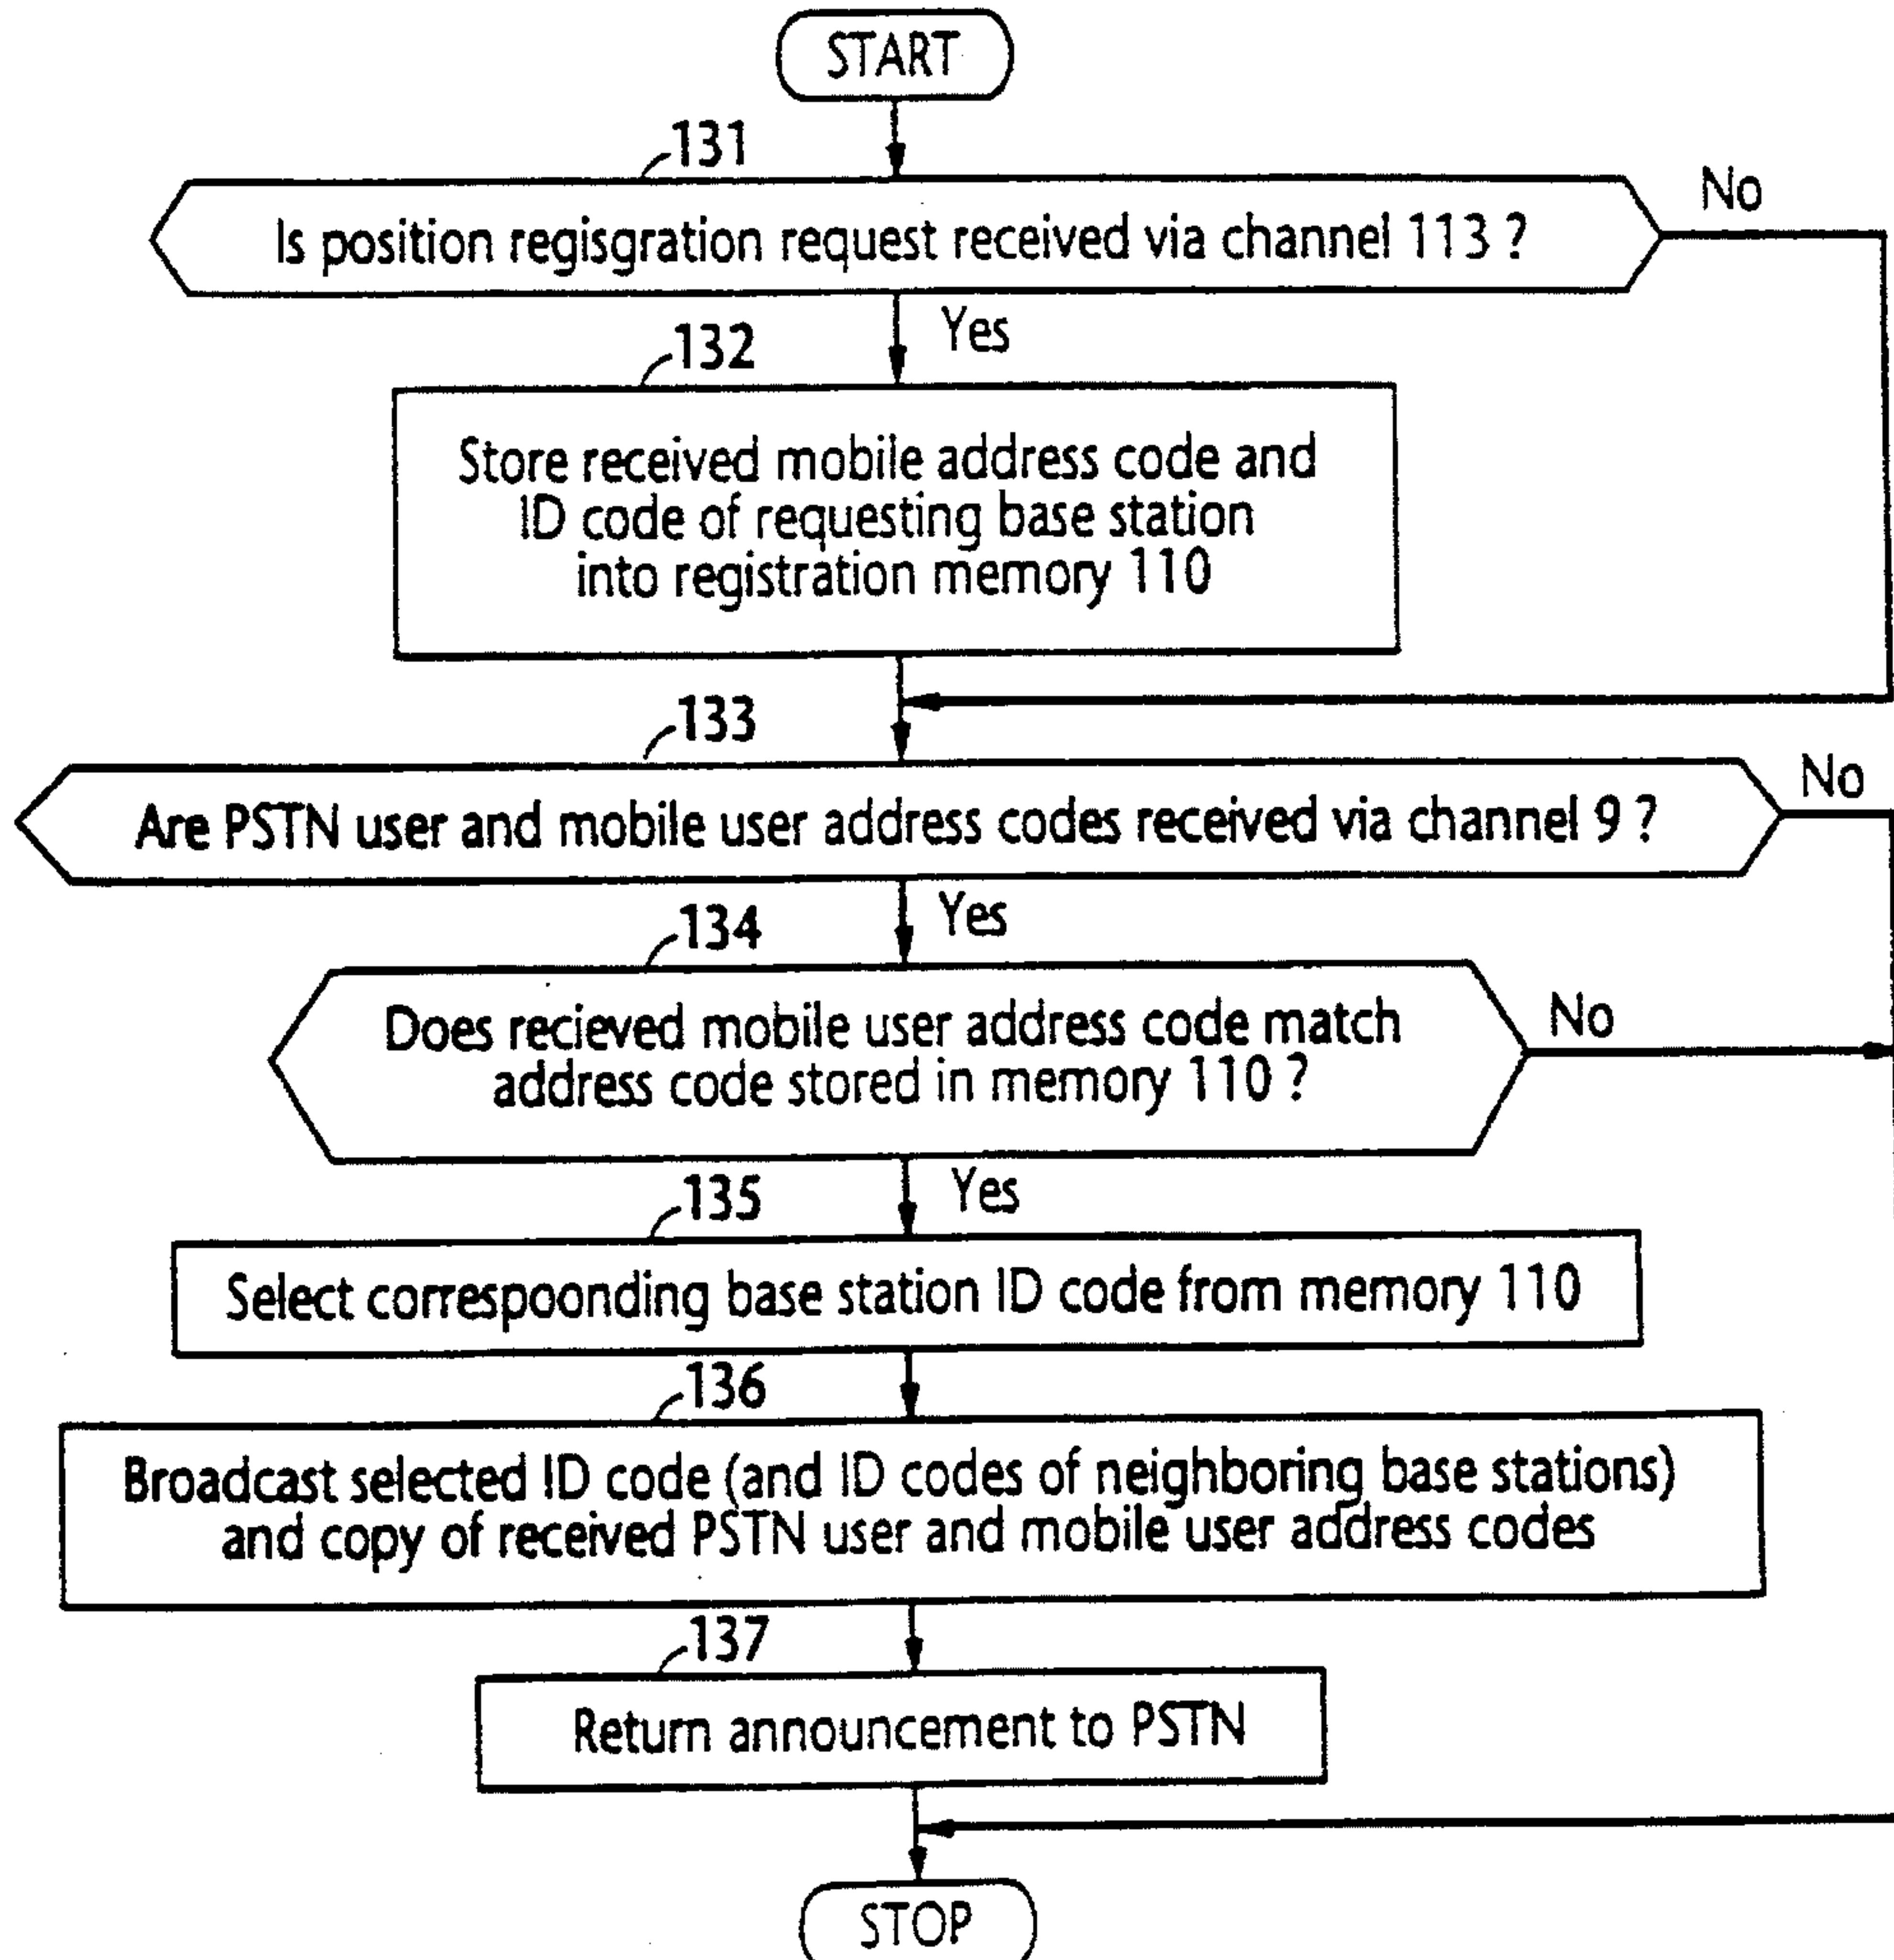 START
131
Is position regisgration request received via channel 113 ?
No
Yes
132
Store received mobile address code and
ID code of requesting base station
into registration memory 110
133
Are PSTN user and mobile user address codes received via channel 9 ?
No
Yes
134
Does recieved mobile user address code match
address code stored in memory 110 ?
No
Yes
135
Select correspoonding base station ID code from memory 110
136
Broadcast selected ID code (and ID codes of neighboring base stations)
and copy of received PSTN user and mobile user address codes
137
Return announcement to PSTN
STOP